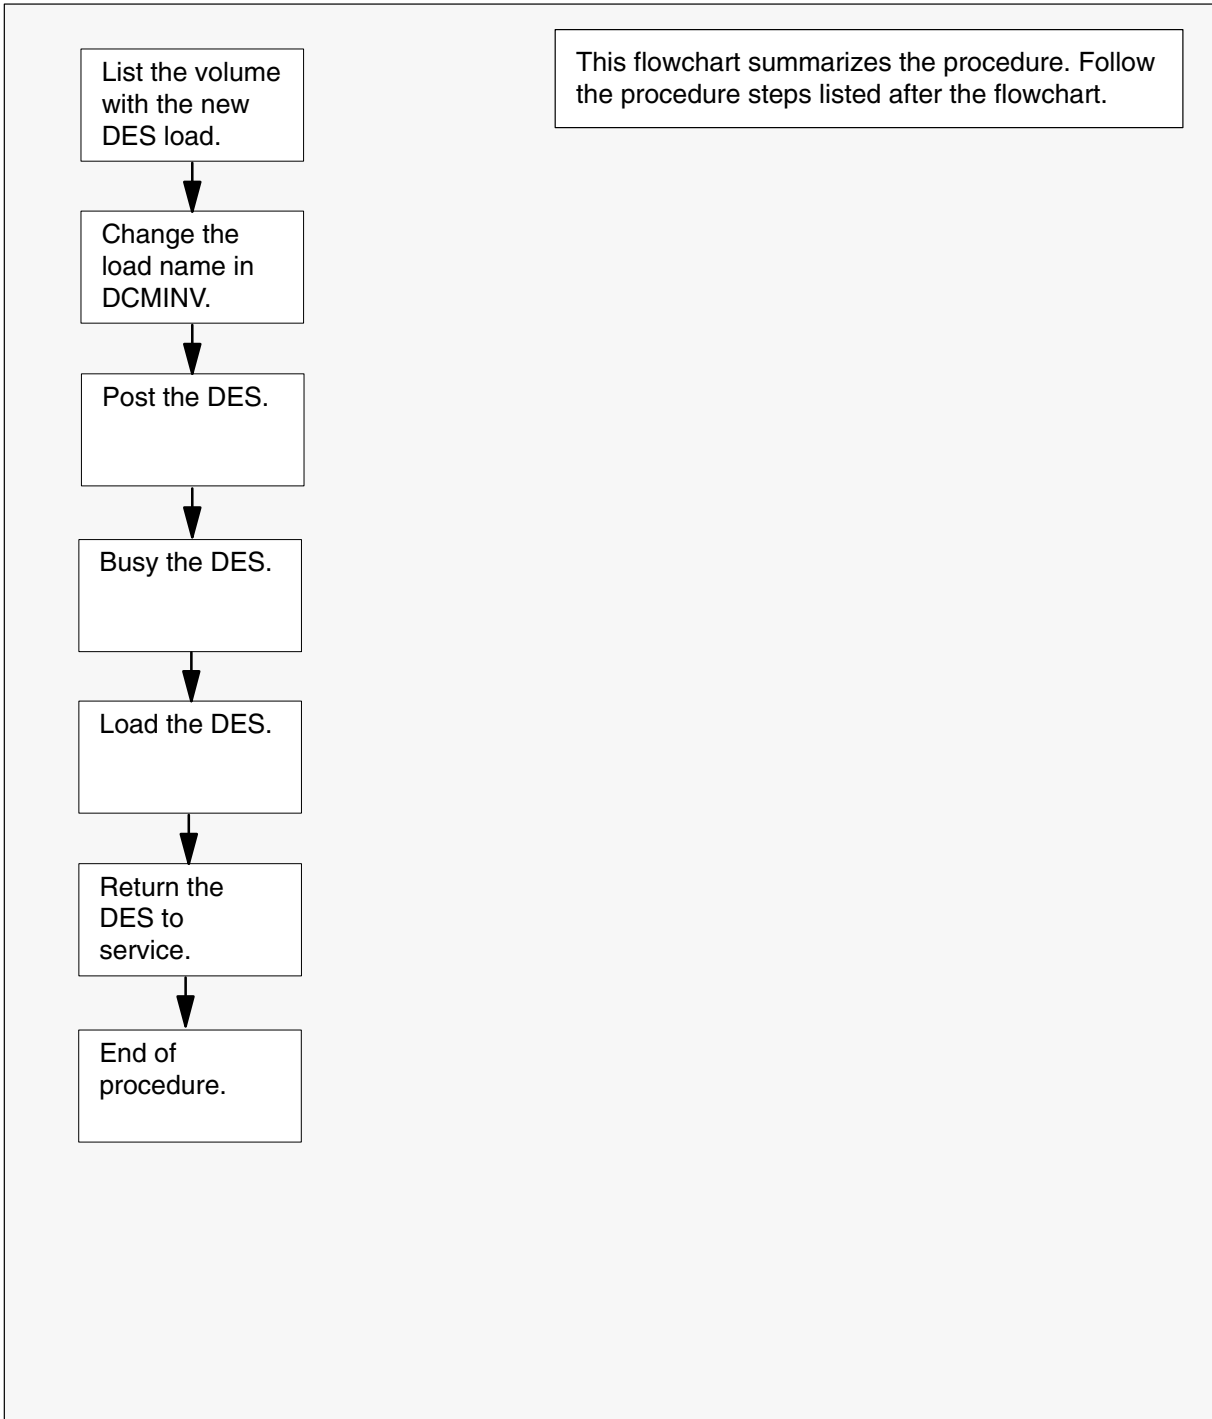 List the volume
with the new
DES load.
This flowchart summarizes the procedure. Follow
the procedure steps listed after the flowchart.
Change the
load name in
DCMINV.
Post the DES.
Busy the DES.
Load the DES.
Return the
DES to
service.
End of
procedure.